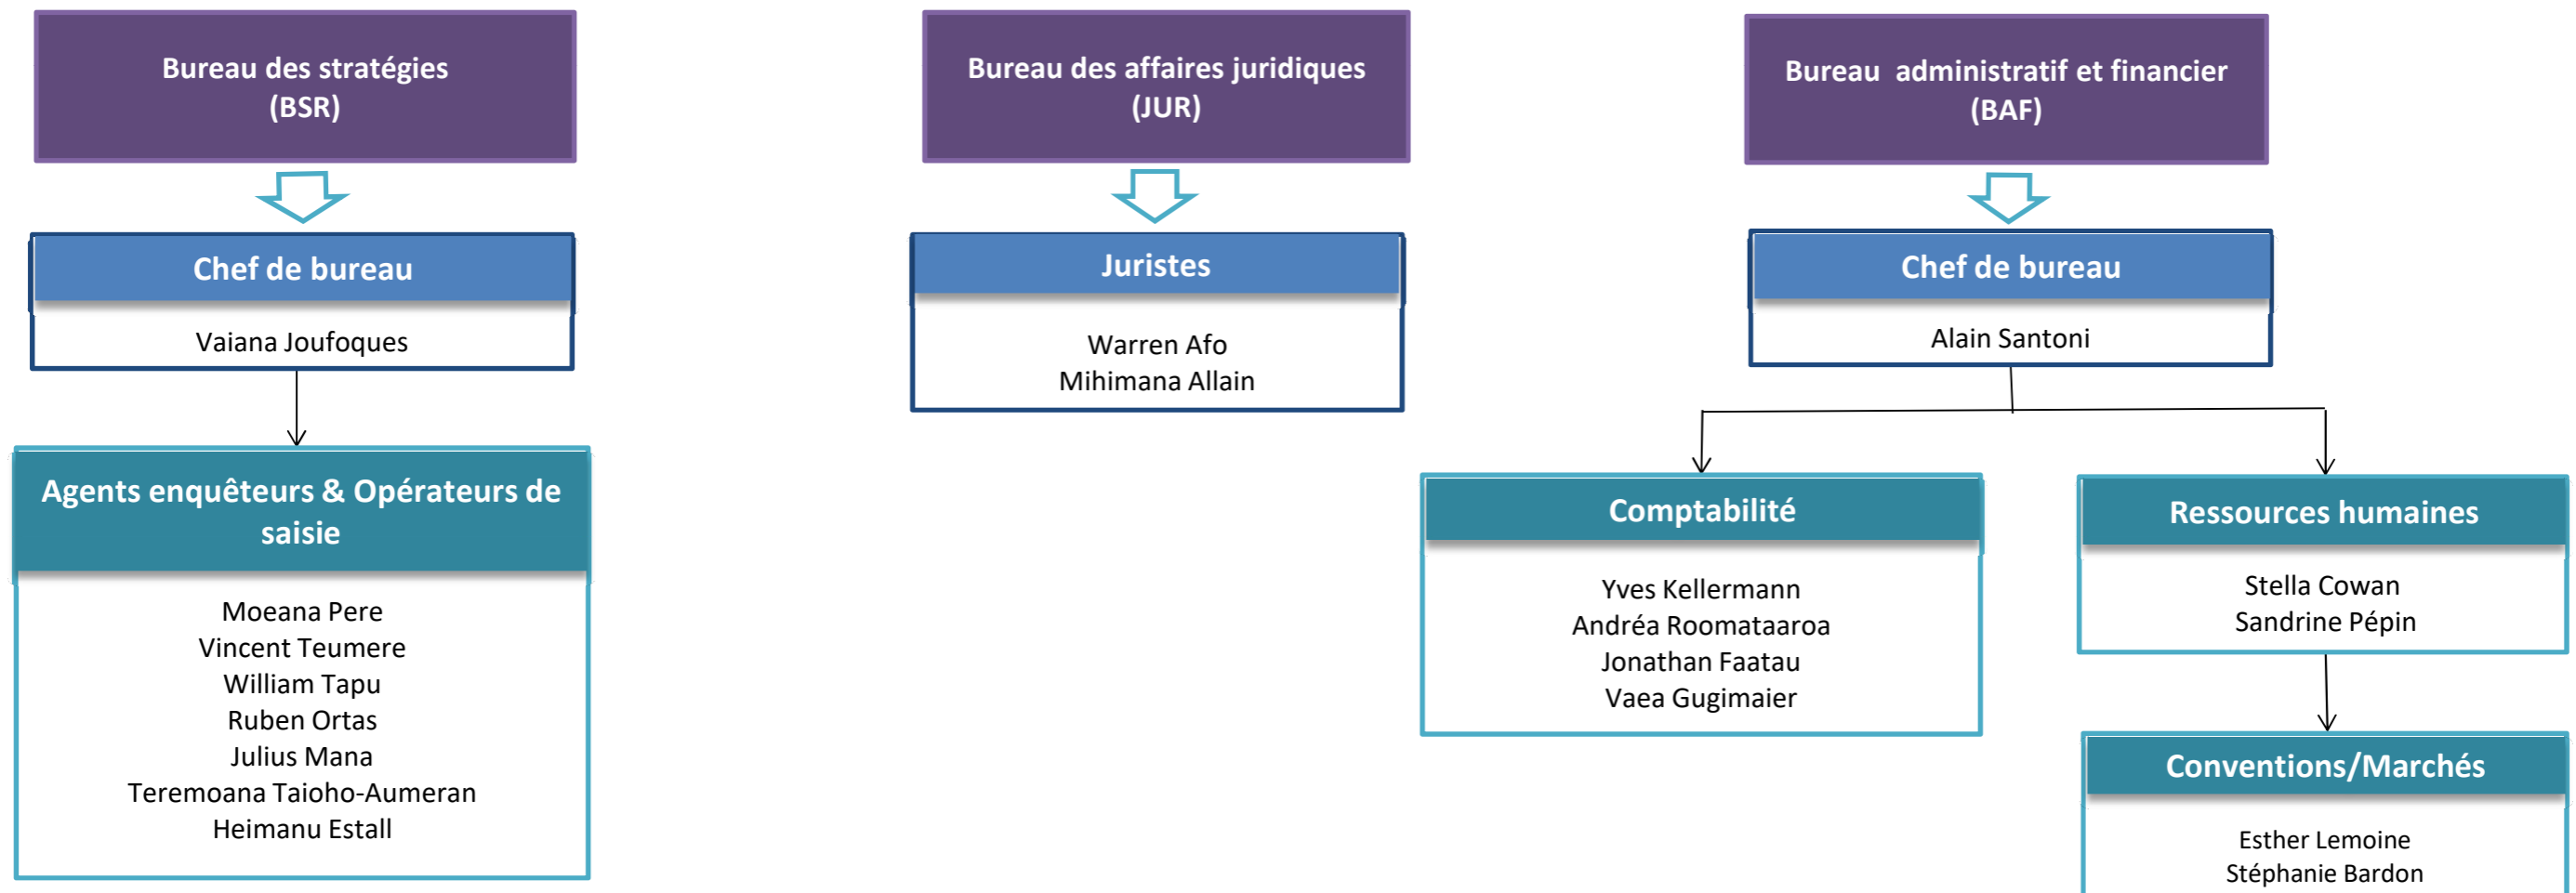 Bureau des stratégies
(BSR)
Chef de bureau
Vaiana Joufoques
Agents enquêteurs & Opérateurs de
saisie
Moeana Pere
Vincent Teumere
William Tapu
Ruben Ortas
Julius Mana
Teremoana Taioho-Aumeran
Heimanu Estall
Bureau des affaires juridiques
(JUR)
Juristes
Warren Afo
Mihimana Allain
Bureau administratif et financier
(BAF)
Chef de bureau
Alain Santoni
Comptabilité
Yves Kellermann
Andréa Roomataaroa
Jonathan Faatau
Vaea Gugimaier
Ressources humaines
Stella Cowan
Sandrine Pépin
Conventions/Marchés
Esther Lemoine
Stéphanie Bardon